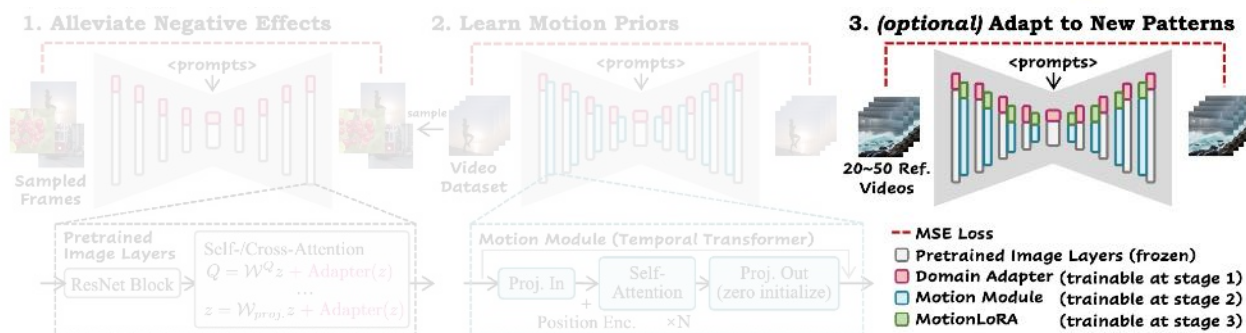 1. Alleviate Negative Effects
2. Learn Motion Priors
3. (optional) Adapt to New Patterns
<prompts>
<prompts>
<prompts>
sample
Sampled
Frames
Video
Dataset
20~50 Ref.
Videos
Pretrained
Image Layers
ResNet Block
Self-/Cross-Attention
Q = W^Q z + Adapter(z)
...
z = W_proj. z + Adapter(z)
Motion Module (Temporal Transformer)
Proj. In
+
Position Enc.
Self-
Attention
×N
Proj. Out
(zero initialize)
MSE Loss
Pretrained Image Layers (frozen)
Domain Adapter (trainable at stage 1)
Motion Module (trainable at stage 2)
MotionLoRA (trainable at stage 3)